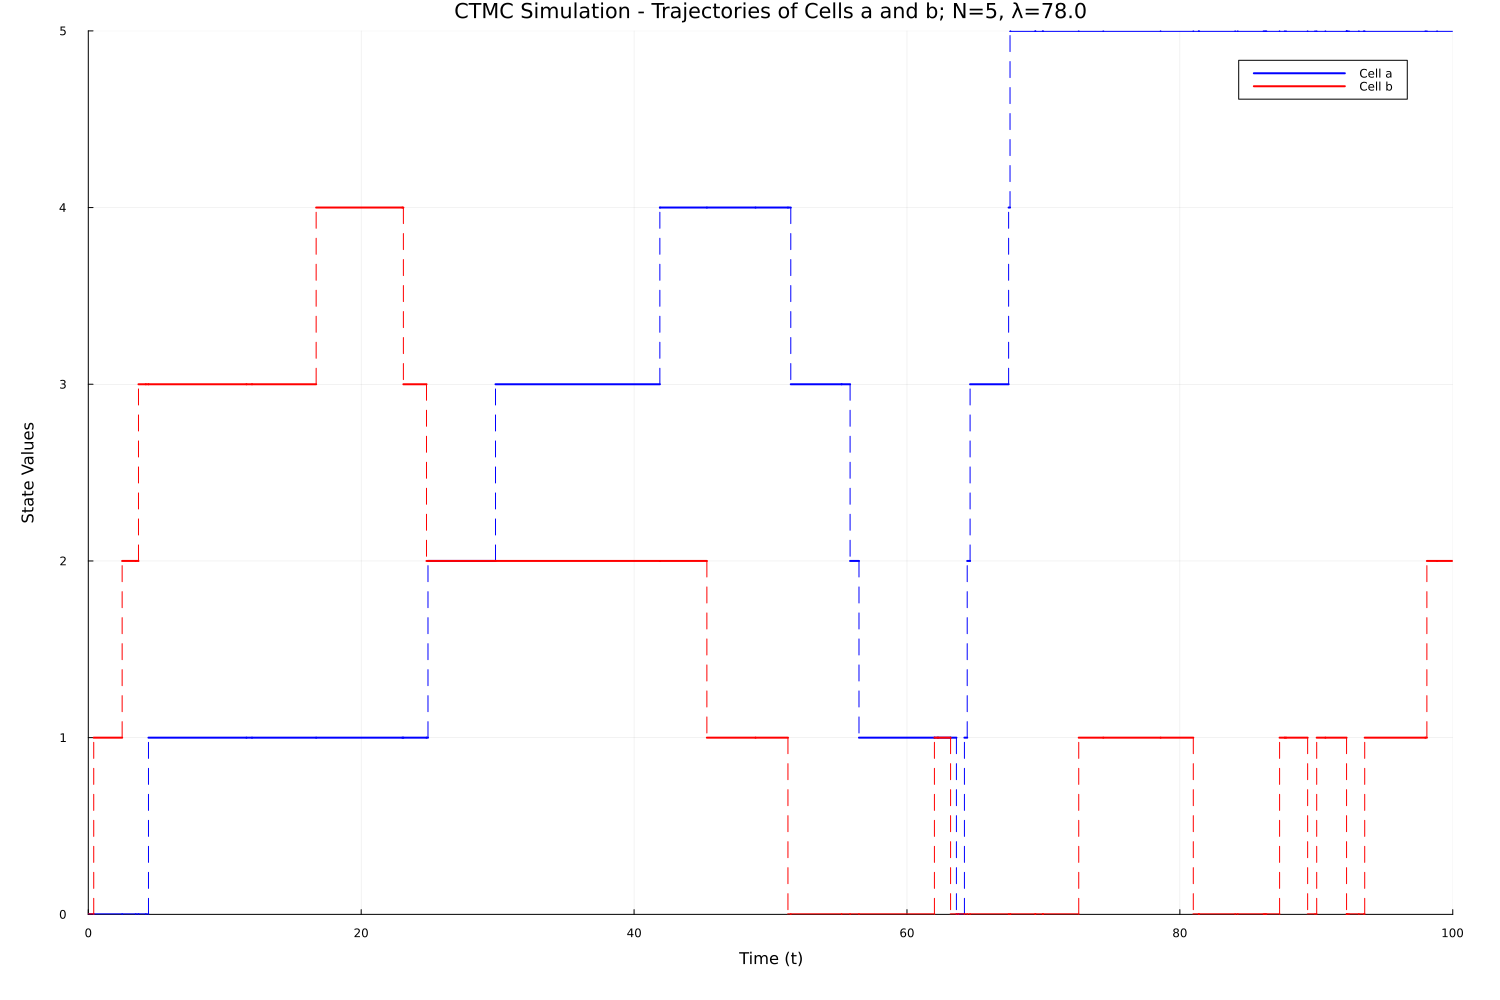 CTMC Simulation - Trajectories of Cells a and b; N=5, λ=78.0
5
Cell a
Cell b
4
3
State Values
2
1
0
0 20 40 60 80 100
Time (t)